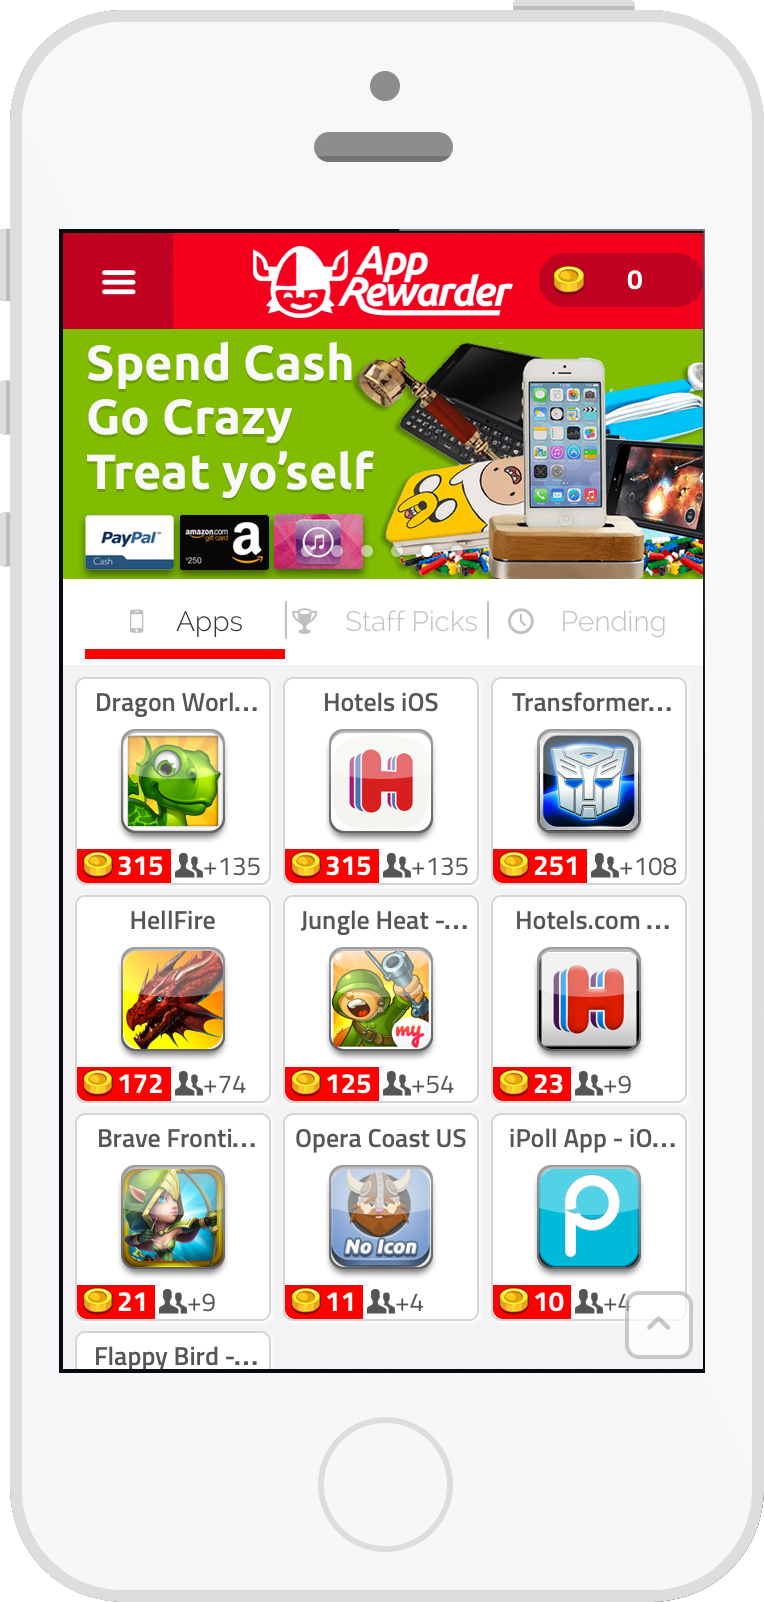 App
Rewarder
0
Spend Cash
Go Crazy
Treat yo’self
PayPal™
Cash
amazon.com
gift card
$250
a
Apps
Staff Picks
Pending
Dragon Worl...
Hotels iOS
Transformer...
315
+135
315
+135
251
+108
HellFire
Jungle Heat -...
Hotels.com ...
my
172
+74
125
+54
23
+9
Brave Fronti...
Opera Coast US
iPoll App - iO...
No Icon
21
+9
11
+4
10
+4
Flappy Bird -...